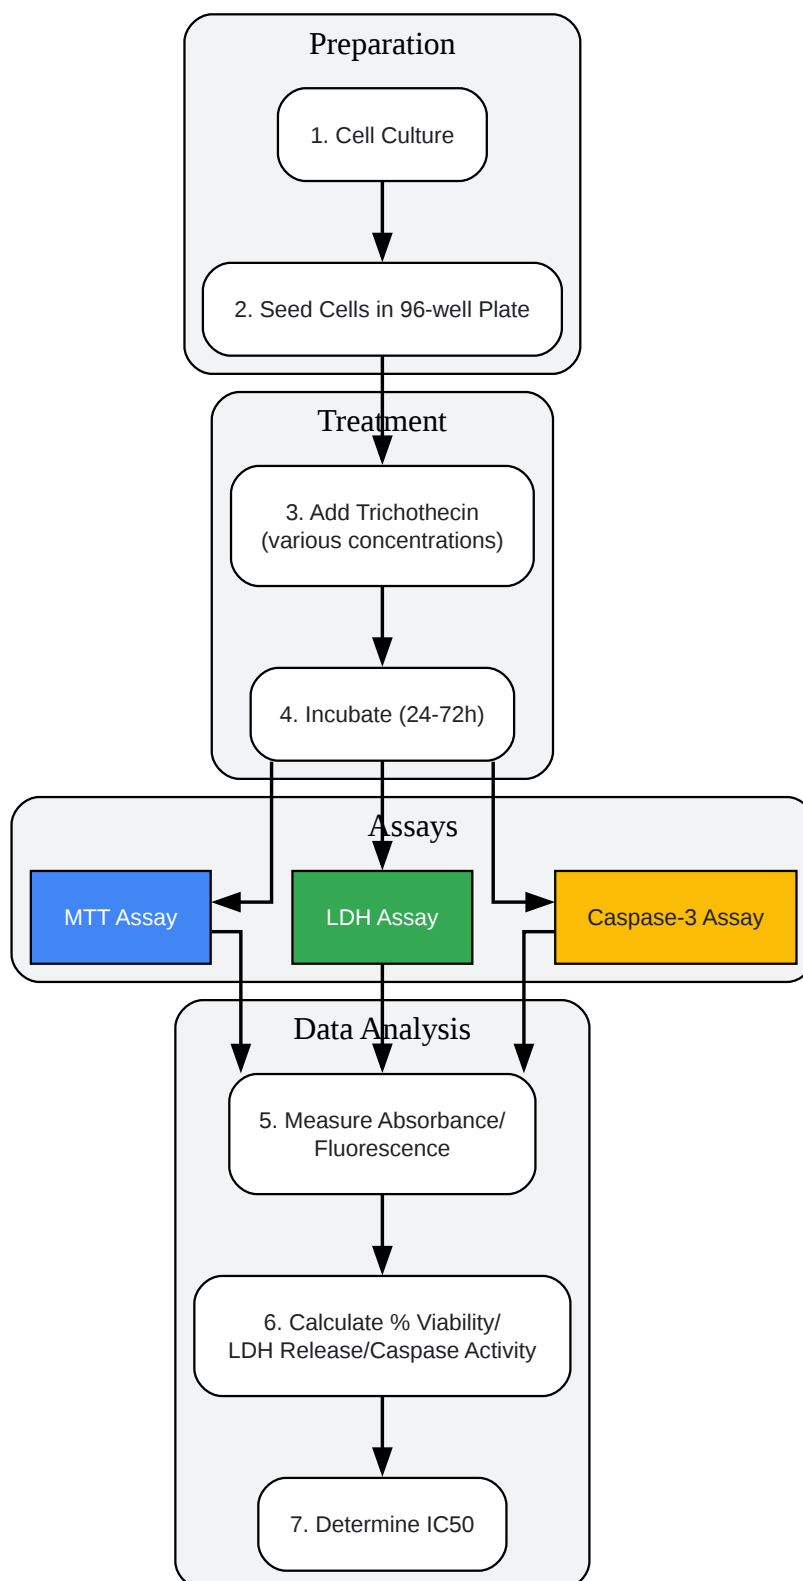 Preparation
1. Cell Culture
2. Seed Cells in 96-well Plate
Treatment
3. Add Trichothecin
(various concentrations)
4. Incubate (24-72h)
Assays
MTT Assay
LDH Assay
Caspase-3 Assay
Data Analysis
5. Measure Absorbance/
Fluorescence
6. Calculate % Viability/
LDH Release/Caspase Activity
7. Determine IC50